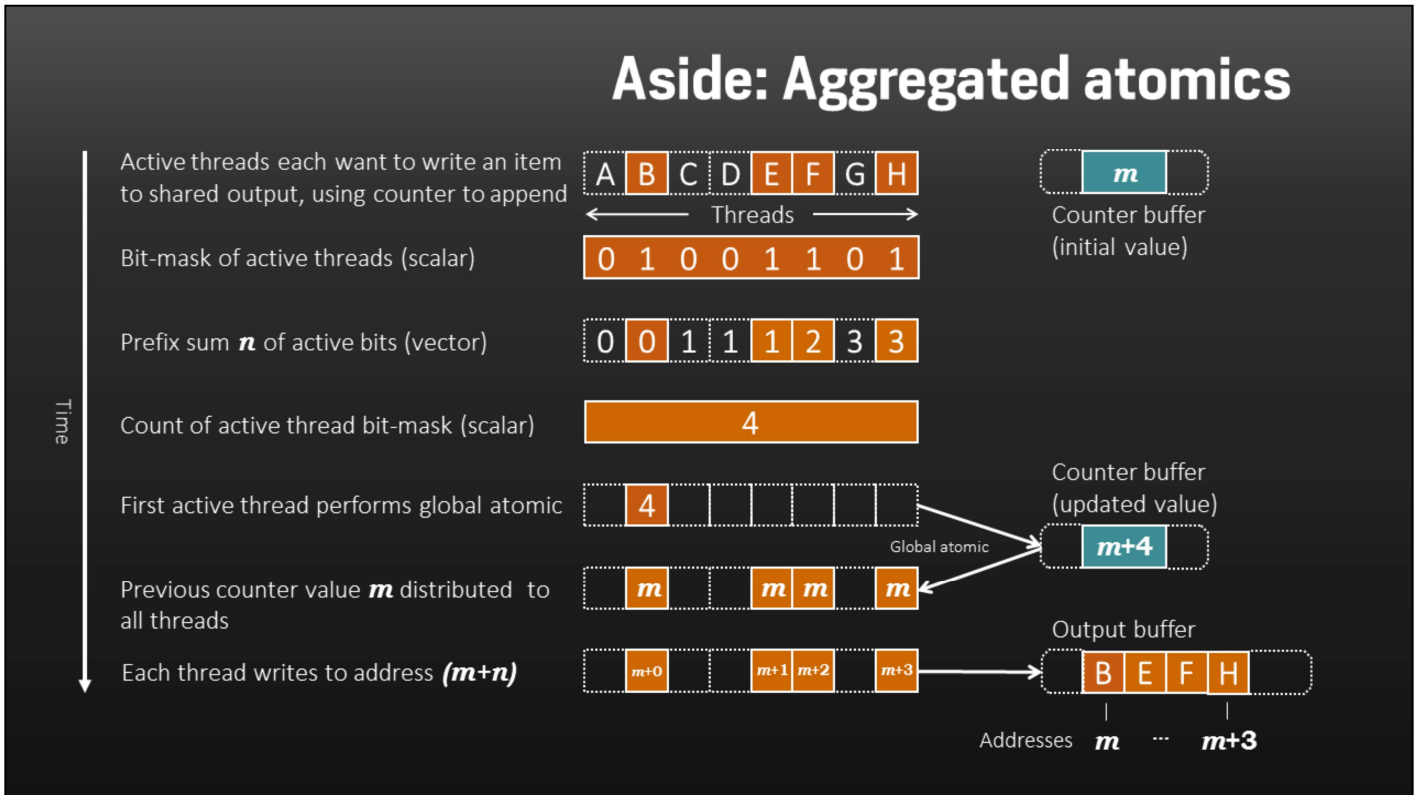 Aside: Aggregated atomics
Active threads each want to write an item
to shared output, using counter to append
A B C D E F G H
Threads
m
Counter buffer
(initial value)
Bit-mask of active threads (scalar)
0 1 0 0 1 1 0 1
Prefix sum n of active bits (vector)
0 0 1 1 1 2 3 3
Time
Count of active thread bit-mask (scalar)
4
First active thread performs global atomic
4
Counter buffer
(updated value)
Global atomic
m+4
Previous counter value m distributed to
all threads
m m m m
Output buffer
Each thread writes to address (m+n)
m+0 m+1 m+2 m+3
B E F H
Addresses m ... m+3